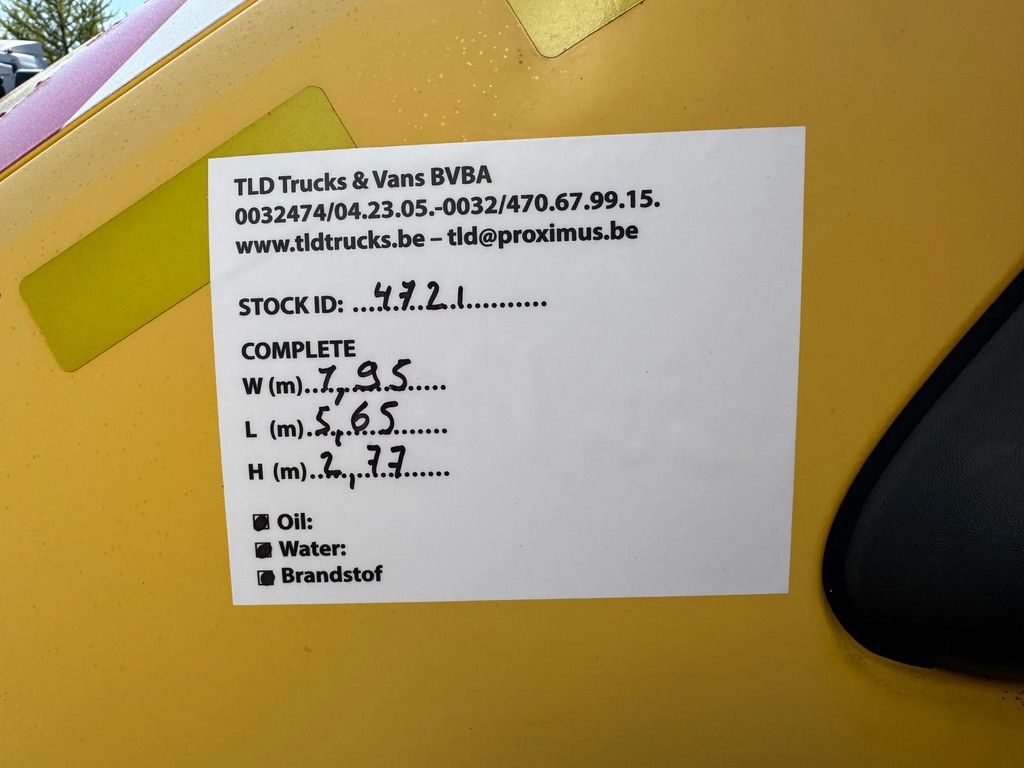 TLD Trucks & Vans BVBA
0032474/04.23.05.-0032/470.67.99.15.
www.tldtrucks.be – tld@proximus.be
STOCK ID: ....4721..........
COMPLETE
W (m)..1,95.....
L (m).5,65.......
H (m)..2,77......
Oil:
Water:
Brandstof